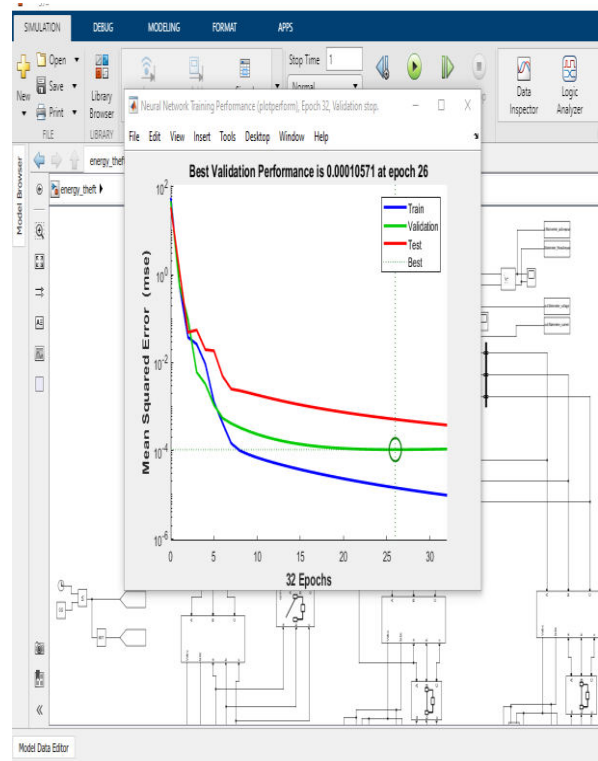 SIMULATION DEBUG MODELING FORMAT APPS
New
Open
Save
Print
FILE
Library
Browser
LIBRARY
Stop Time 1
Normal
Data
Inspector
Logic
Analyzer
Neural Network Training Performance (plotperform), Epoch 32, Validation stop.
File Edit View Insert Tools Desktop Window Help
energy_theft
Model Browser
Best Validation Performance is 0.00010571 at epoch 26
Train
Validation
Test
Best
Mean Squared Error (mse)
10^2
10^0
10^-2
10^-4
10^-6
0 5 10 15 20 25 30
32 Epochs
Model Data Editor